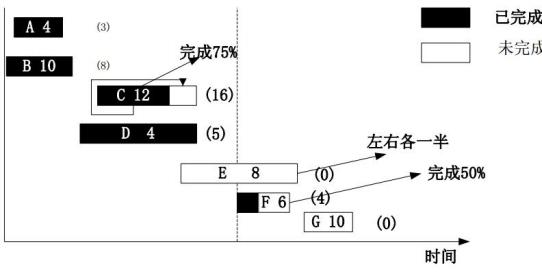 已完成
A 4 (3)
完成75%
未完成
B 10 (8)
C 12 (16)
D 4 (5)
左右各一半
E 8 (0)
完成50%
F 6 (4)
G 10 (0)
时间